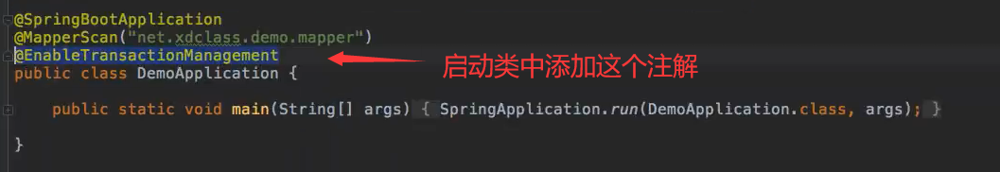 @SpringBootApplication
@MapperScan("net.xdclass.demo.mapper")
@EnableTransactionManagement
public class DemoApplication {
启动类中添加这个注解
public static void main(String[] args) { SpringApplication.run(DemoApplication.class, args); }
}